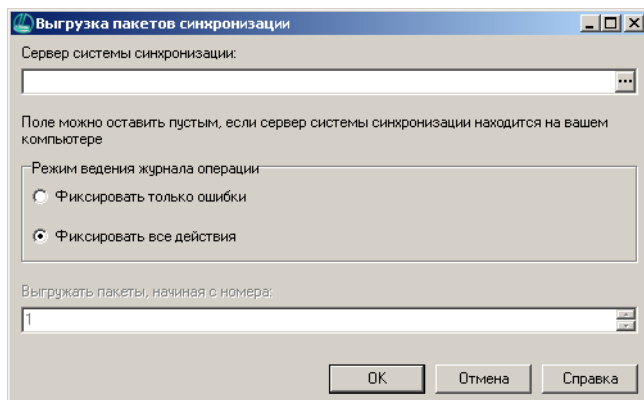 Выгрузка пакетов синхронизации
Сервер системы синхронизации:
...
Поле можно оставить пустым, если сервер системы синхронизации находится на вашем
компьютере
Режим ведения журнала операции
Фиксировать только ошибки
Фиксировать все действия
Выгружать пакеты, начиная с номера:
1
ОК Отмена Справка